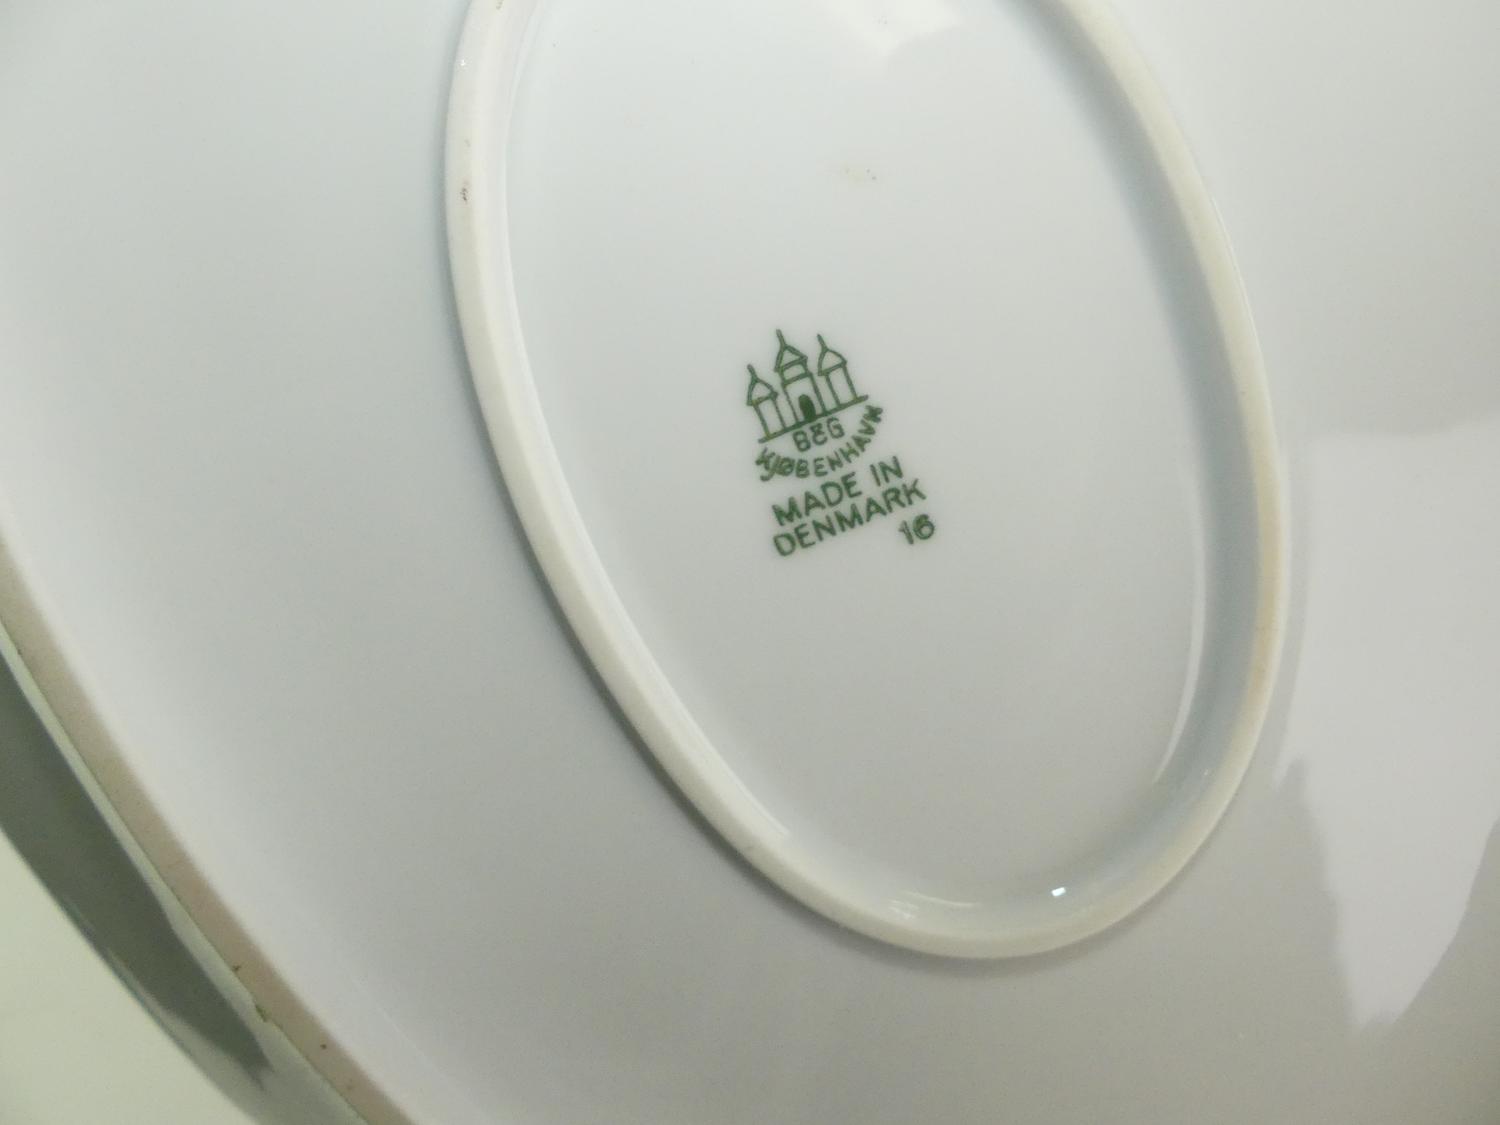 B&G
KJØBENHAVN
MADE IN
DENMARK
16